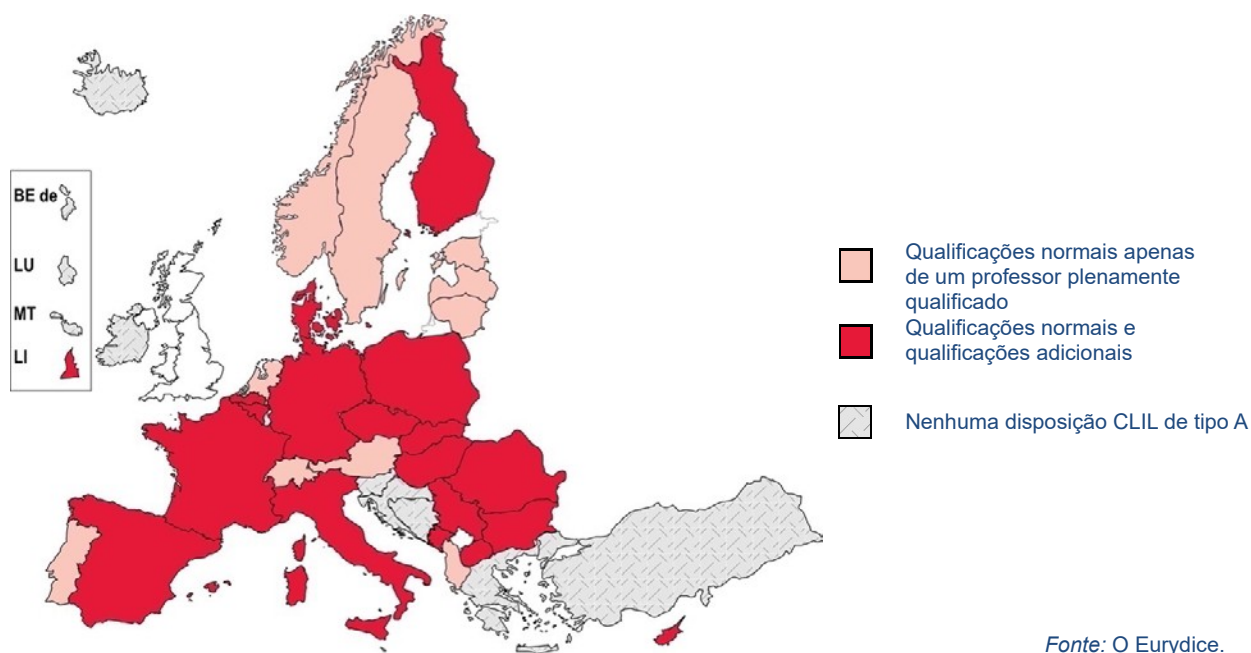 BE de
LU
MT
LI
Qualificações normais apenas
de um professor plenamente
qualificado
Qualificações normais e
qualificações adicionais
Nenhuma disposição CLIL de tipo A
Fonte: O Eurydice.